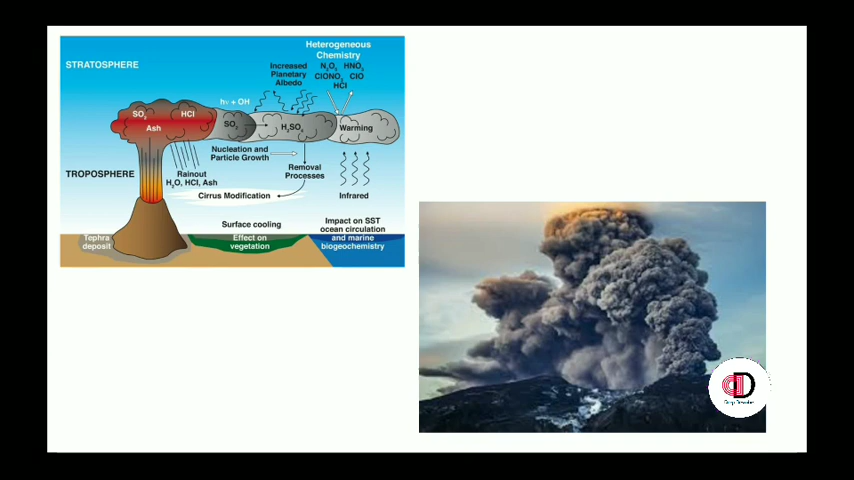 Heterogeneous
Chemistry
STRATOSPHERE
Increased
Planetary
Albedo
N₂O₅ HNO₃
ClONO₂ ClO
HCl
hν + OH
SO₂ HCl
Ash
SO₂
H₂SO₄
Warming
Nucleation and
Particle Growth
Removal
Processes
TROPOSPHERE
Rainout
H₂O, HCl, Ash
Cirrus Modification
Infrared
Surface cooling
Impact on SST
ocean circulation
and marine
biogeochemistry
Tephra
deposit
Effect on
vegetation